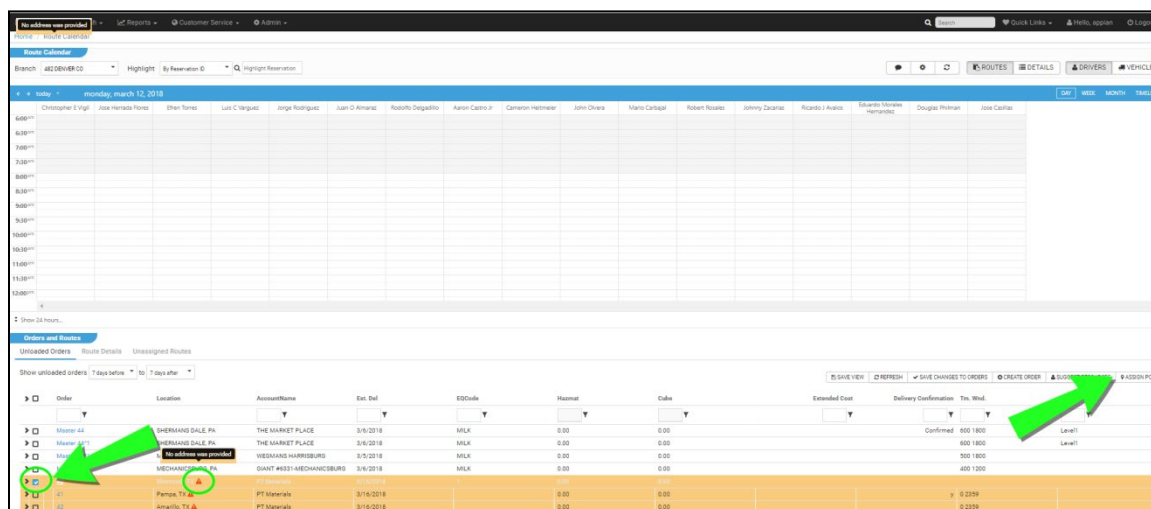 No address was provided
Reports
Customer Service
Admin
Search
Quick Links
Hello, appian
Logo
Home / Route Calendar
Route Calendar
Branch 482 DENVER CO Highlight By Reservation ID Highlight Reservation ROUTES DETAILS DRIVERS VEHICLE
today monday, march 12, 2018 DAY WEEK MONTH TIMEL
Christopher E Vigil Jose Herrada Flores Efrain Torres Luis C Varguez Jorge Rodriguez Juan D Almaraz Rodolfo Delgadillo Aaron Castro Jr Cameron Heitmeier John Olvera Mario Carbajal Robert Rosales Johnny Zacarias Ricardo J Avalos Eduardo Morales Hernandez Douglas Philman Jose Casillas
6:00
6:30
7:00
7:30
8:00
8:30
9:00
9:30
10:00
10:30
11:00
11:30
12:00
Show 24 hours...
Orders and Routes
Unloaded Orders Route Details Unassigned Routes
Show unloaded orders 7 days before to 7 days after
SAVE VIEW REFRESH SAVE CHANGES TO ORDERS CREATE ORDER ASSIGN PO
Order Location AccountName Est. Del EQCode Hazmat Cube Extended Cost Delivery Confirmation Tm. Wnd.
Master 44 SHERMANS DALE, PA THE MARKET PLACE 3/6/2018 MILK 0.00 0.00 Confirmed 600 1800 Level1
SHERMANS DALE, PA THE MARKET PLACE 3/5/2018 MILK 0.00 0.00 600 1800 Level1
No address was provided
WEGMANS HARRISBURG 3/5/2018 MILK 0.00 0.00 500 1800
MECHANICSBURG, PA GIANT #6331-MECHANICSBURG 3/6/2018 MILK 0.00 0.00 400 1200
PT Materials
41 Pampa, TX PT Materials 3/16/2018 0.00 0.00 y 0 2359
42 Amarillo, TX PT Materials 3/16/2018 0.00 0.00 0 2359